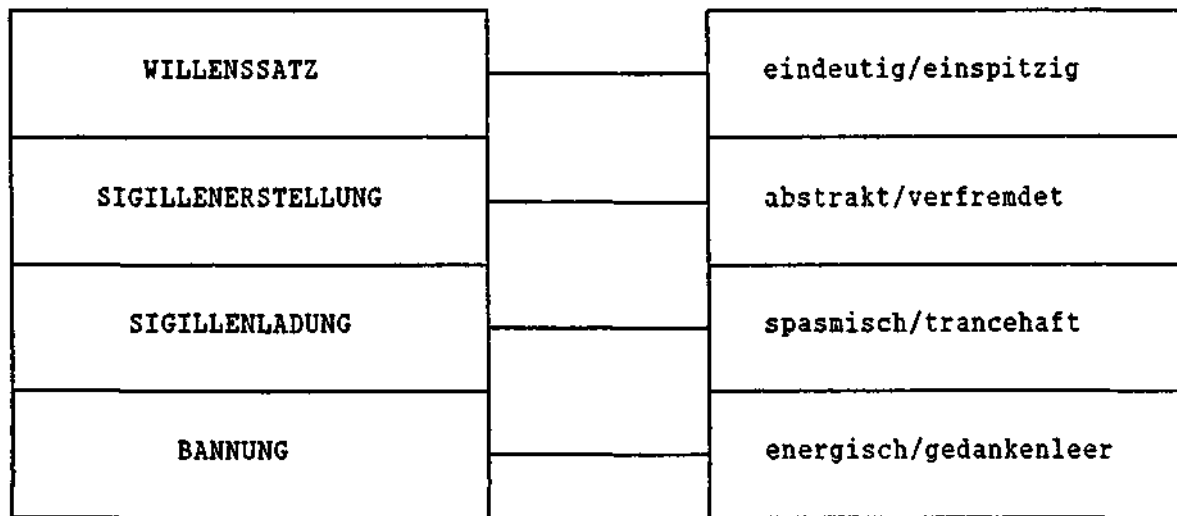 WILLENSSATZ eindeutig/einspitzig
SIGILLENERSTELLUNG abstrakt/verfremdet
SIGILLENLADUNG spasmisch/trancehaft
BANNUNG energisch/gedankenleer